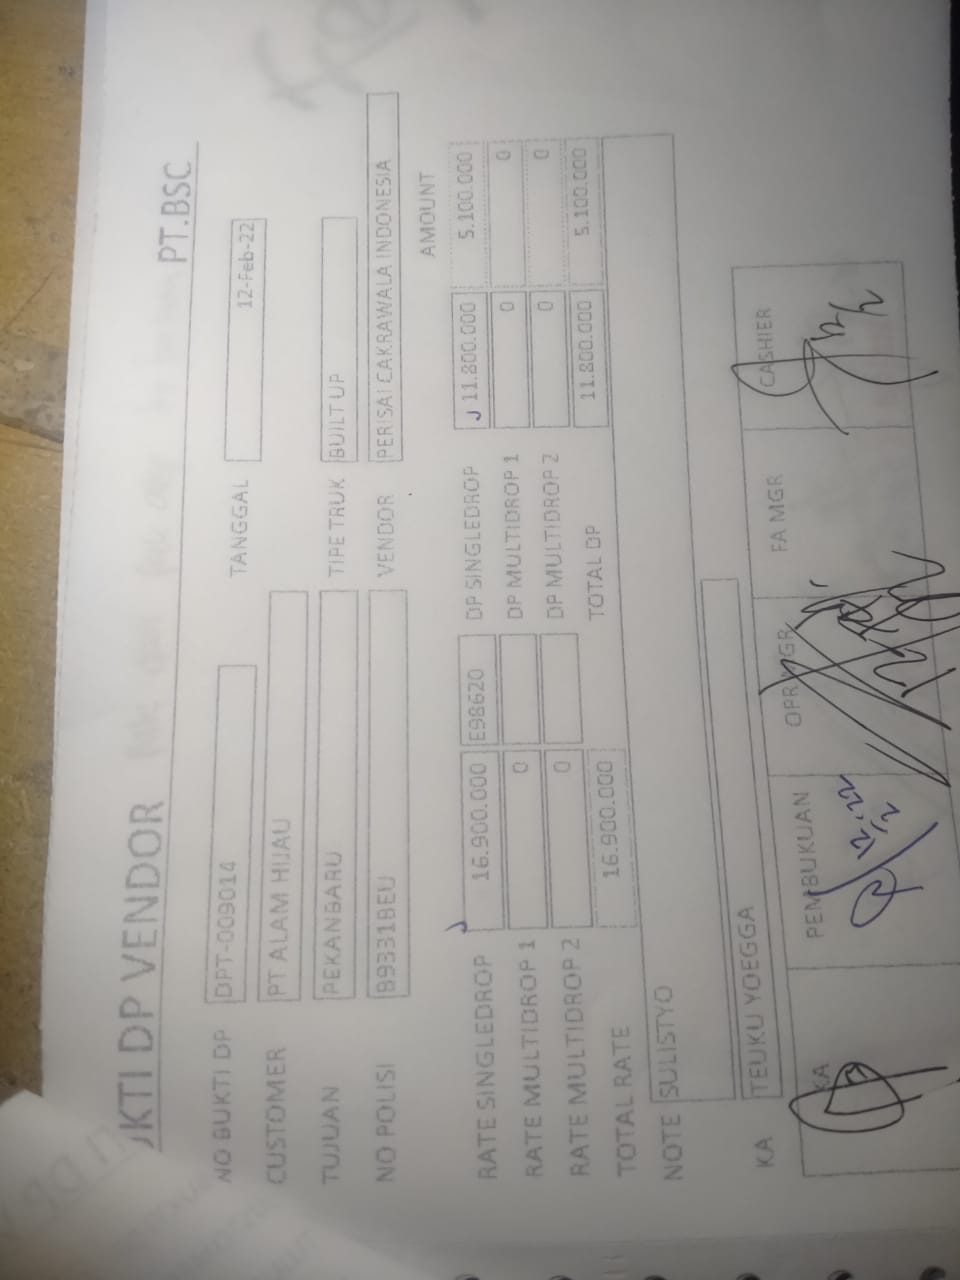 UKTI DP VENDOR PT.BSC
NO BUKTI DP DPT-009014 TANGGAL 12-Feb-22
CUSTOMER PT ALAM HIJAU
TUJUAN PEKANBARU TIPE TRUK BUILT UP
NO POLISI B9331BEU VENDOR PERISAI CAKRAWALA INDONESIA
AMOUNT
RATE SINGLEDROP 16.900.000 E98620 DP SINGLEDROP 11.800.000 5.100.000
RATE MULTIDROP 1 0 DP MULTIDROP 1 0 0
RATE MULTIDROP 2 0 DP MULTIDROP 2 0 0
TOTAL RATE 16.900.000 TOTAL DP 11.800.000 5.100.000
NOTE SULISTYO
KA TEUKU YOEGGA
KA PEMBUKUAN OPR MGR FA MGR CASHIER
12/2.22